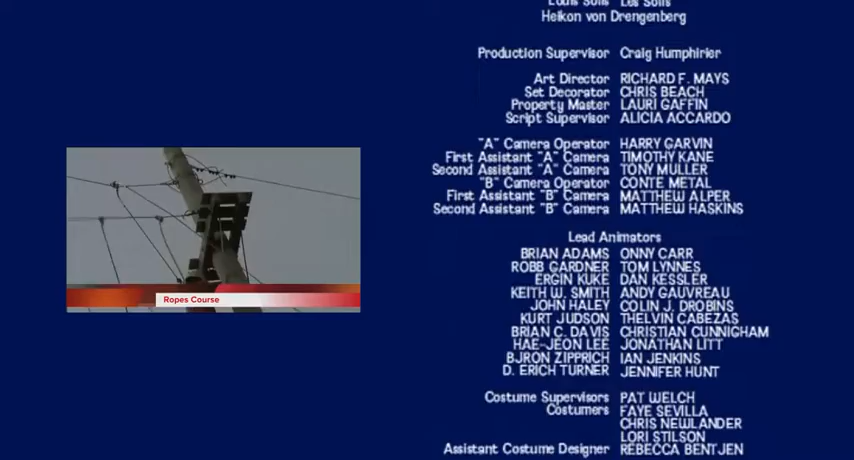 Louis Solis Les Solis
Heikon von Drengenberg
Production Supervisor Craig Humphirier
Art Director RICHARD F. MAYS
Set Decorator CHRIS BEACH
Property Master LAURI GAFFIN
Script Supervisor ALICIA ACCARDO
"A" Camera Operator HARRY GARVIN
First Assistant "A" Camera TIMOTHY KANE
Second Assistant "A" Camera TONY MULLER
"B" Camera Operator CONTE METAL
First Assistant "B" Camera MATTHEW ALPER
Second Assistant "B" Camera MATTHEW HASKINS
Lead Animators
BRIAN ADAMS ONNY CARR
ROBB GARDNER TOM LYNNES
ERGIN KUKE DAN KESSLER
KEITH W. SMITH ANDY GAUVREAU
JOHN HALEY COLIN J. DROBINS
KURT JUDSON THELVIN CABEZAS
BRIAN C. DAVIS CHRISTIAN CUNNIGHAM
HAE-JEON LEE JONATHAN LITT
BJRON ZIPPRICH IAN JENKINS
D. ERICH TURNER JENNIFER HUNT
Costume Supervisors PAT WELCH
Costumers FAYE SEVILLA
CHRIS NEWLANDER
LORI STILSON
Assistant Costume Designer REBECCA BENTJEN
Ropes Course